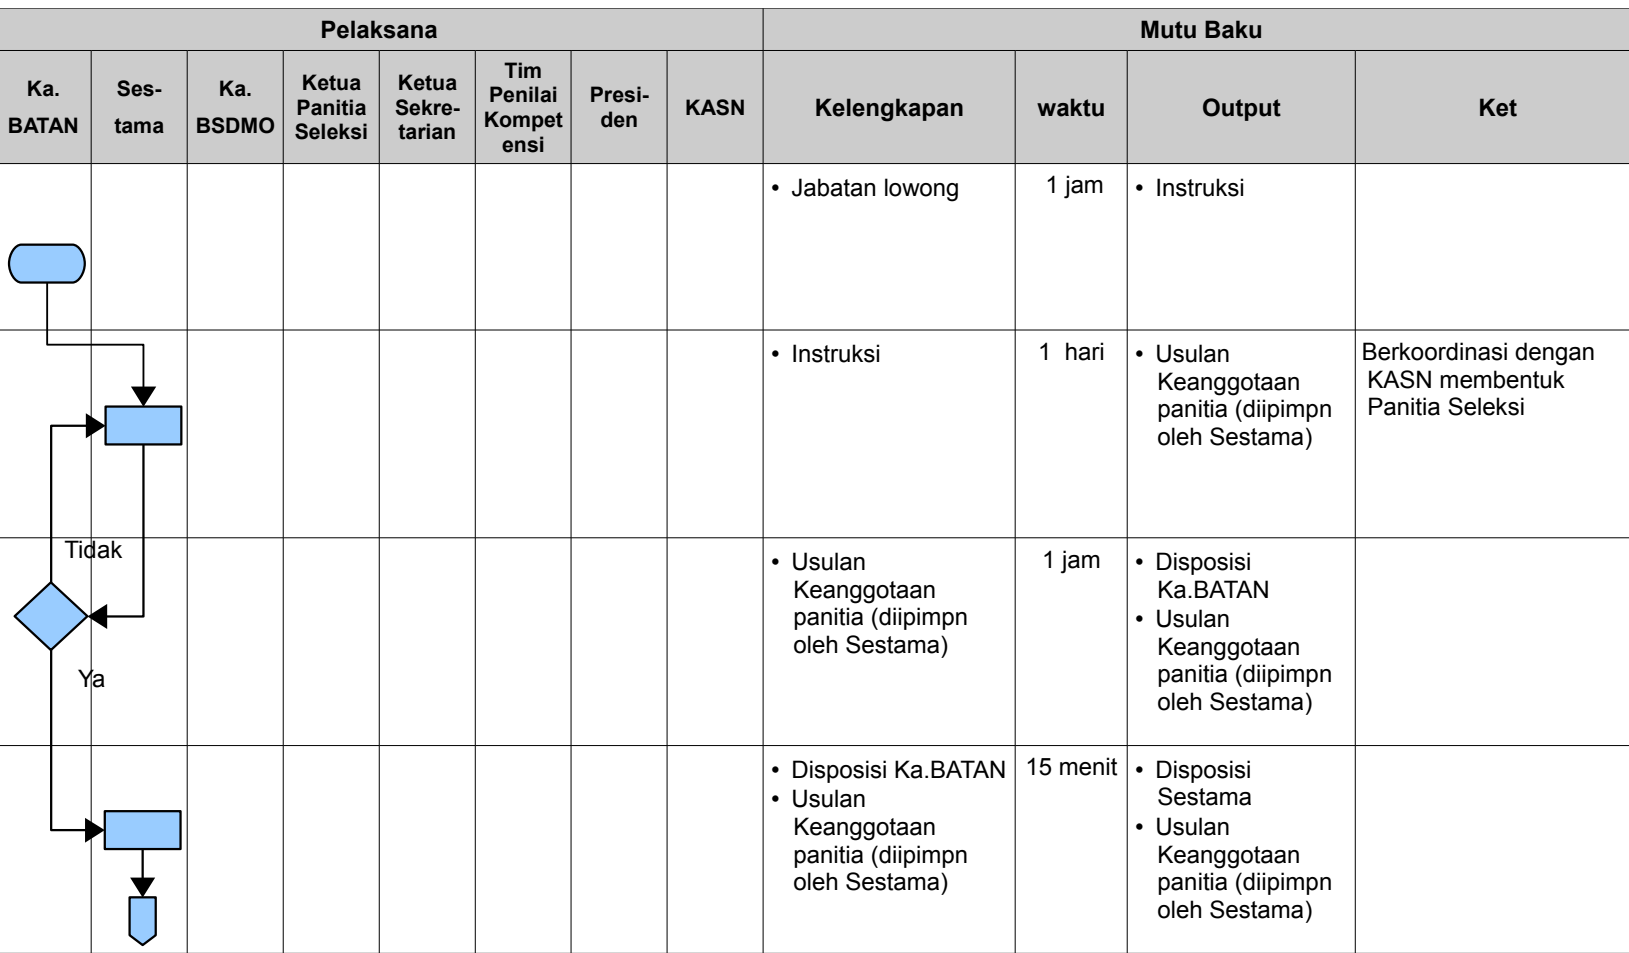 Pelaksana
Mutu Baku
Ka.
BATAN
Ses-
tama
Ka.
BSDMO
Ketua
Panitia
Seleksi
Ketua
Sekre-
tarian
Tim
Penilai
Kompet
ensi
Presi-
den
KASN
Kelengkapan
waktu
Output
Ket
• Jabatan lowong
1 jam
• Instruksi
• Instruksi
1 hari
• Usulan
Keanggotaan
panitia (diipimpn
oleh Sestama)
Berkoordinasi dengan
KASN membentuk
Panitia Seleksi
Tidak
Ya
• Usulan
Keanggotaan
panitia (diipimpn
oleh Sestama)
1 jam
• Disposisi
Ka.BATAN
• Usulan
Keanggotaan
panitia (diipimpn
oleh Sestama)
• Disposisi Ka.BATAN
• Usulan
Keanggotaan
panitia (diipimpn
oleh Sestama)
15 menit
• Disposisi
Sestama
• Usulan
Keanggotaan
panitia (diipimpn
oleh Sestama)